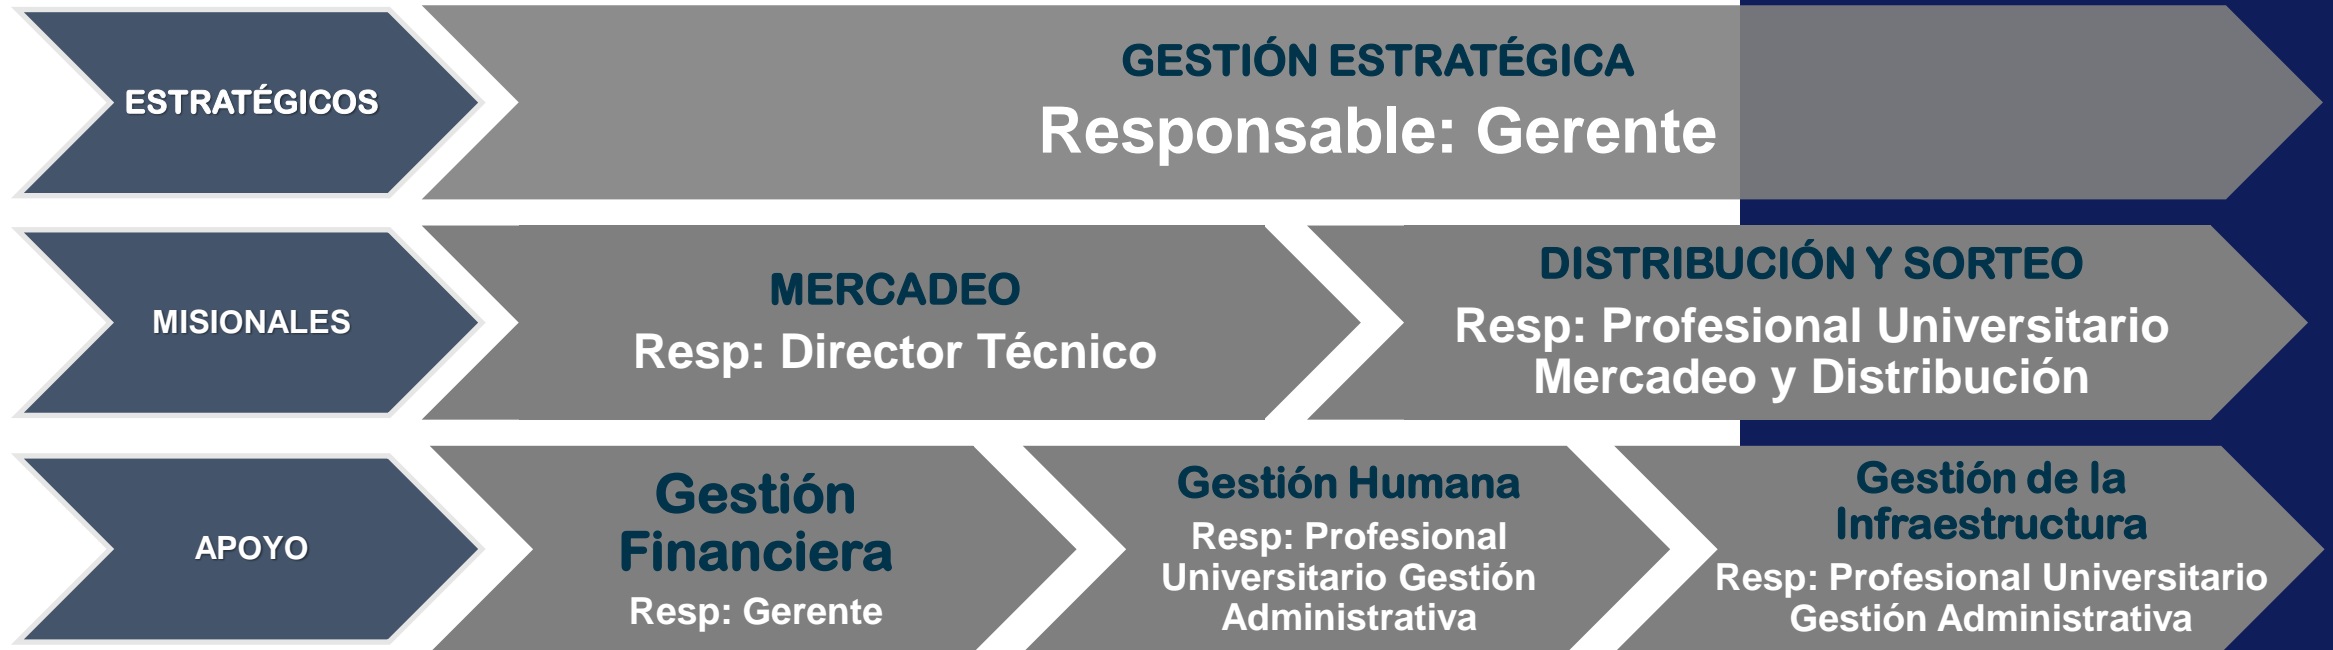 ESTRATÉGICOS
GESTIÓN ESTRATÉGICA
Responsable: Gerente
MISIONALES
MERCADEO
Resp: Director Técnico
DISTRIBUCIÓN Y SORTEO
Resp: Profesional Universitario
Mercadeo y Distribución
APOYO
Gestión
Financiera
Resp: Gerente
Gestión Humana
Resp: Profesional
Universitario Gestión
Administrativa
Gestión de la
Infraestructura
Resp: Profesional Universitario
Gestión Administrativa